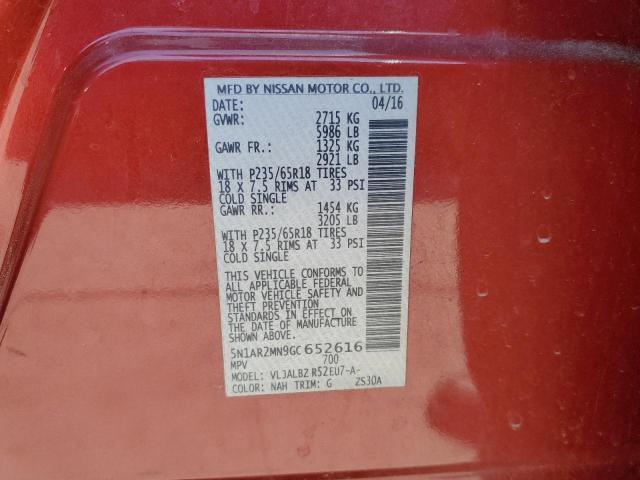 MFD BY NISSAN MOTOR CO., LTD.
DATE: 04/16
GVWR: 2715 KG
5986 LB
GAWR FR.: 1325 KG
2921 LB
WITH P235/65R18 TIRES
18 X 7.5 RIMS AT 33 PSI
COLD SINGLE
GAWR RR.: 1454 KG
3205 LB
WITH P235/65R18 TIRES
18 X 7.5 RIMS AT 33 PSI
COLD SINGLE
THIS VEHICLE CONFORMS TO
ALL APPLICABLE FEDERAL
MOTOR VEHICLE SAFETY AND
THEFT PREVENTION
STANDARDS IN EFFECT ON
THE DATE OF MANUFACTURE
SHOWN ABOVE.
5N1AR2MN9GC652616
MPV 700
MODEL: VLJALBZ R52EU7-A-
COLOR: NAH TRIM: G ZS30A